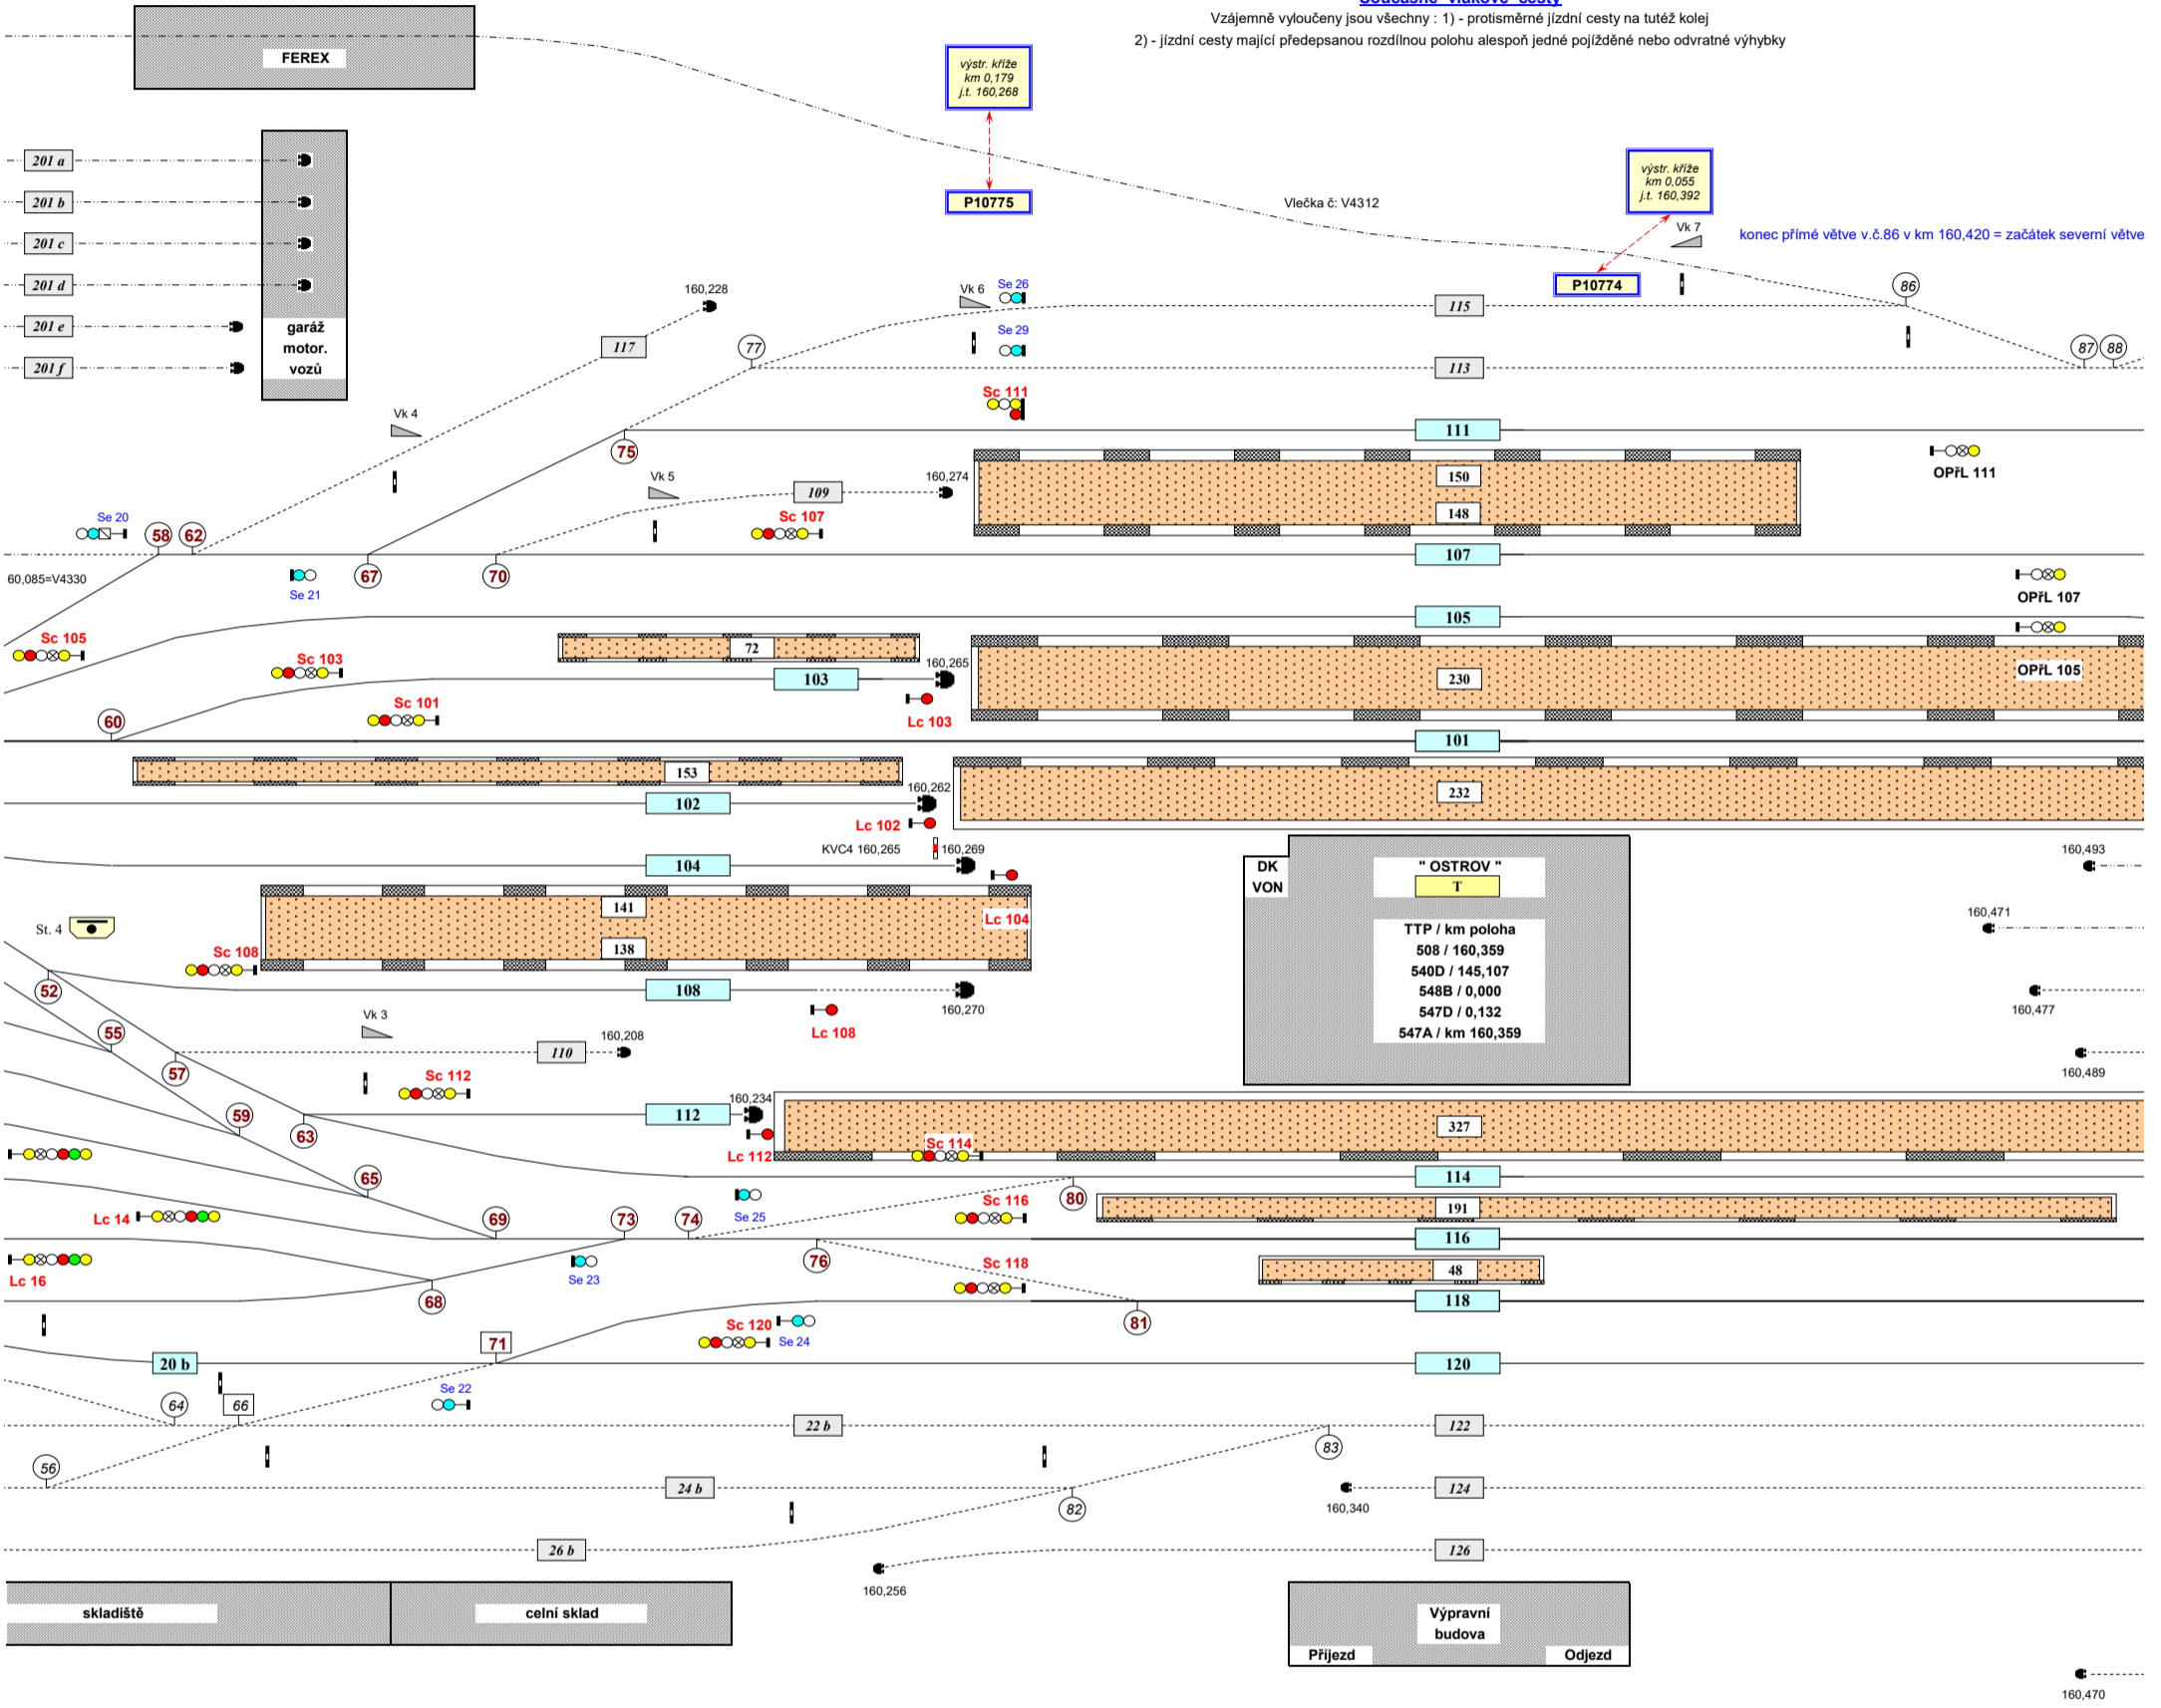 Současné vlakové cesty
Vzájemně vyloučeny jsou všechny : 1) - protisměrné jízdní cesty na tutéž kolej
2) - jízdní cesty mající předepsanou rozdílnou polohu alespoň jedné pojížděné nebo odvratné výhybky
FEREX
výstr. kříže
km 0,179
j.t. 160,268
P10775
201 a
201 b
201 c
201 d
201 e
201 f
garáž
motor.
vozů
Vlečka č: V4312
výstr. kříže
km 0,055
j.t. 160,392
Vk 7
P10774
konec přímé větve v.č.86 v km 160,420 = začátek severní větve
86
160,228
117
77
Vk 6
Se 26
Se 29
115
113
87
88
Sc 111
111
Vk 4
75
Vk 5
109
160,274
150
148
OPřL 111
Se 20
58
62
Sc 107
107
67
70
60,085=V4330
Se 21
OPřL 107
105
Sc 105
Sc 103
72
103
160,265
Lc 103
230
OPřL 105
Sc 101
60
101
153
102
160,262
Lc 102
232
KVC4 160,265
160,269
104
Lc 104
141
138
St. 4
Sc 108
52
108
160,270
Lc 108
DK
VON
" OSTROV "
T
TTP / km poloha
508 / 160,359
540D / 145,107
548B / 0,000
547D / 0,132
547A / km 160,359
160,493
160,471
160,477
160,489
55
57
Vk 3
110
160,208
Sc 112
59
63
112
160,234
Lc 112
327
Sc 114
114
65
Lc 14
69
73
74
Se 25
80
Sc 116
191
116
Lc 16
68
Se 23
76
Sc 118
48
118
81
71
Sc 120
Se 24
20 b
120
64
66
Se 22
22 b
122
83
56
24 b
82
124
160,340
26 b
126
160,256
skladiště
celní sklad
Výpravní
budova
Příjezd
Odjezd
160,470